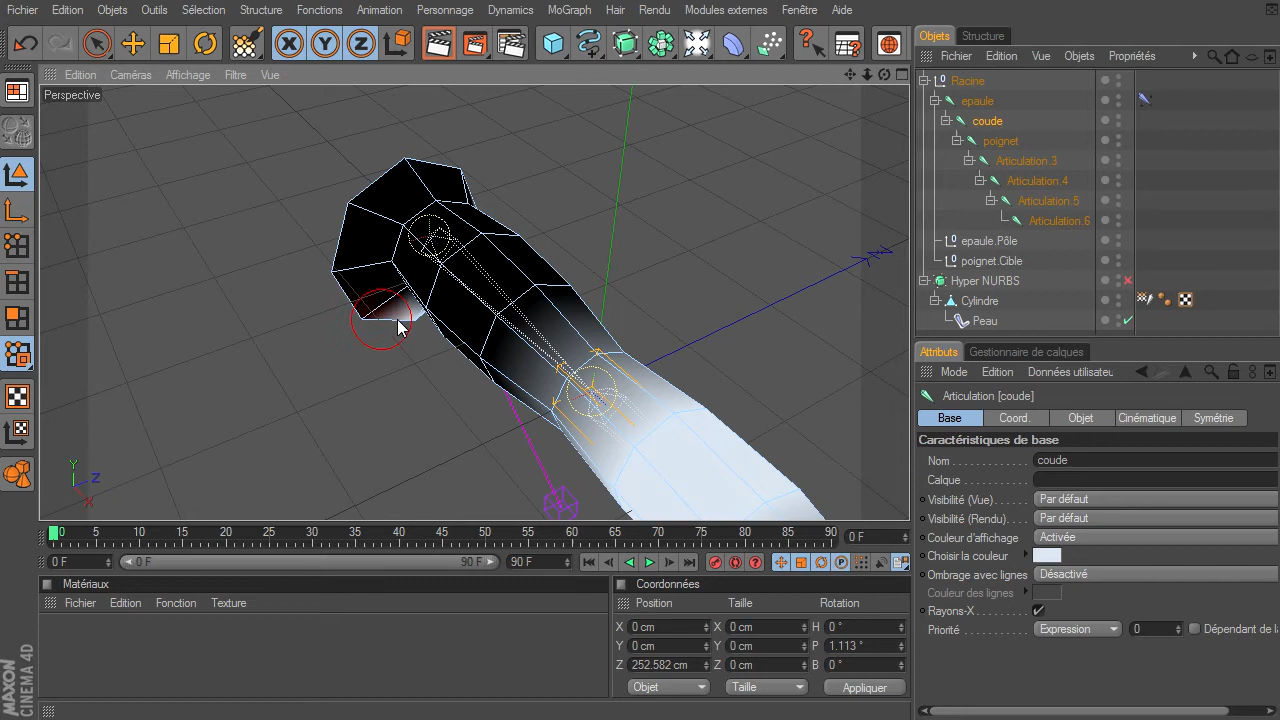 Fichier Edition Objets Outils Sélection Structure Fonctions Animation Personnage Dynamics MoGraph Hair Rendu Modules externes Fenêtre Aide
Edition Caméras Affichage Filtre Vue
Perspective
Y
Z
X
0 5 10 15 20 25 30 35 40 45 50 55 60 65 70 75 80 85 90 0 F
0 F 0 F 90 F 90 F
Matériaux
Fichier Edition Fonction Texture
Coordonnées
Position Taille Rotation
X 0 cm X 0 cm H 0 °
Y 0 cm Y 0 cm P 1.113 °
Z 252.582 cm Z 0 cm B 0 °
Objet Taille Appliquer
MAXON
CINEMA 4D
Objets Structure
Fichier Edition Vue Objets Propriétés
Racine
epaule
coude
poignet
Articulation.3
Articulation.4
Articulation.5
Articulation.6
epaule.Pôle
poignet.Cible
Hyper NURBS
Cylindre
Peau
Attributs Gestionnaire de calques
Mode Edition Données utilisateu
Articulation [coude]
Base Coord. Objet Cinématique Symétrie
Caractéristiques de base
Nom coude
Calque
Visibilité (Vue) Par défaut
Visibilité (Rendu) Par défaut
Couleur d'affichage Activée
Choisir la couleur
Ombrage avec lignes Désactivé
Couleur des lignes
Rayons-X
Priorité Expression 0 Dépendant de la